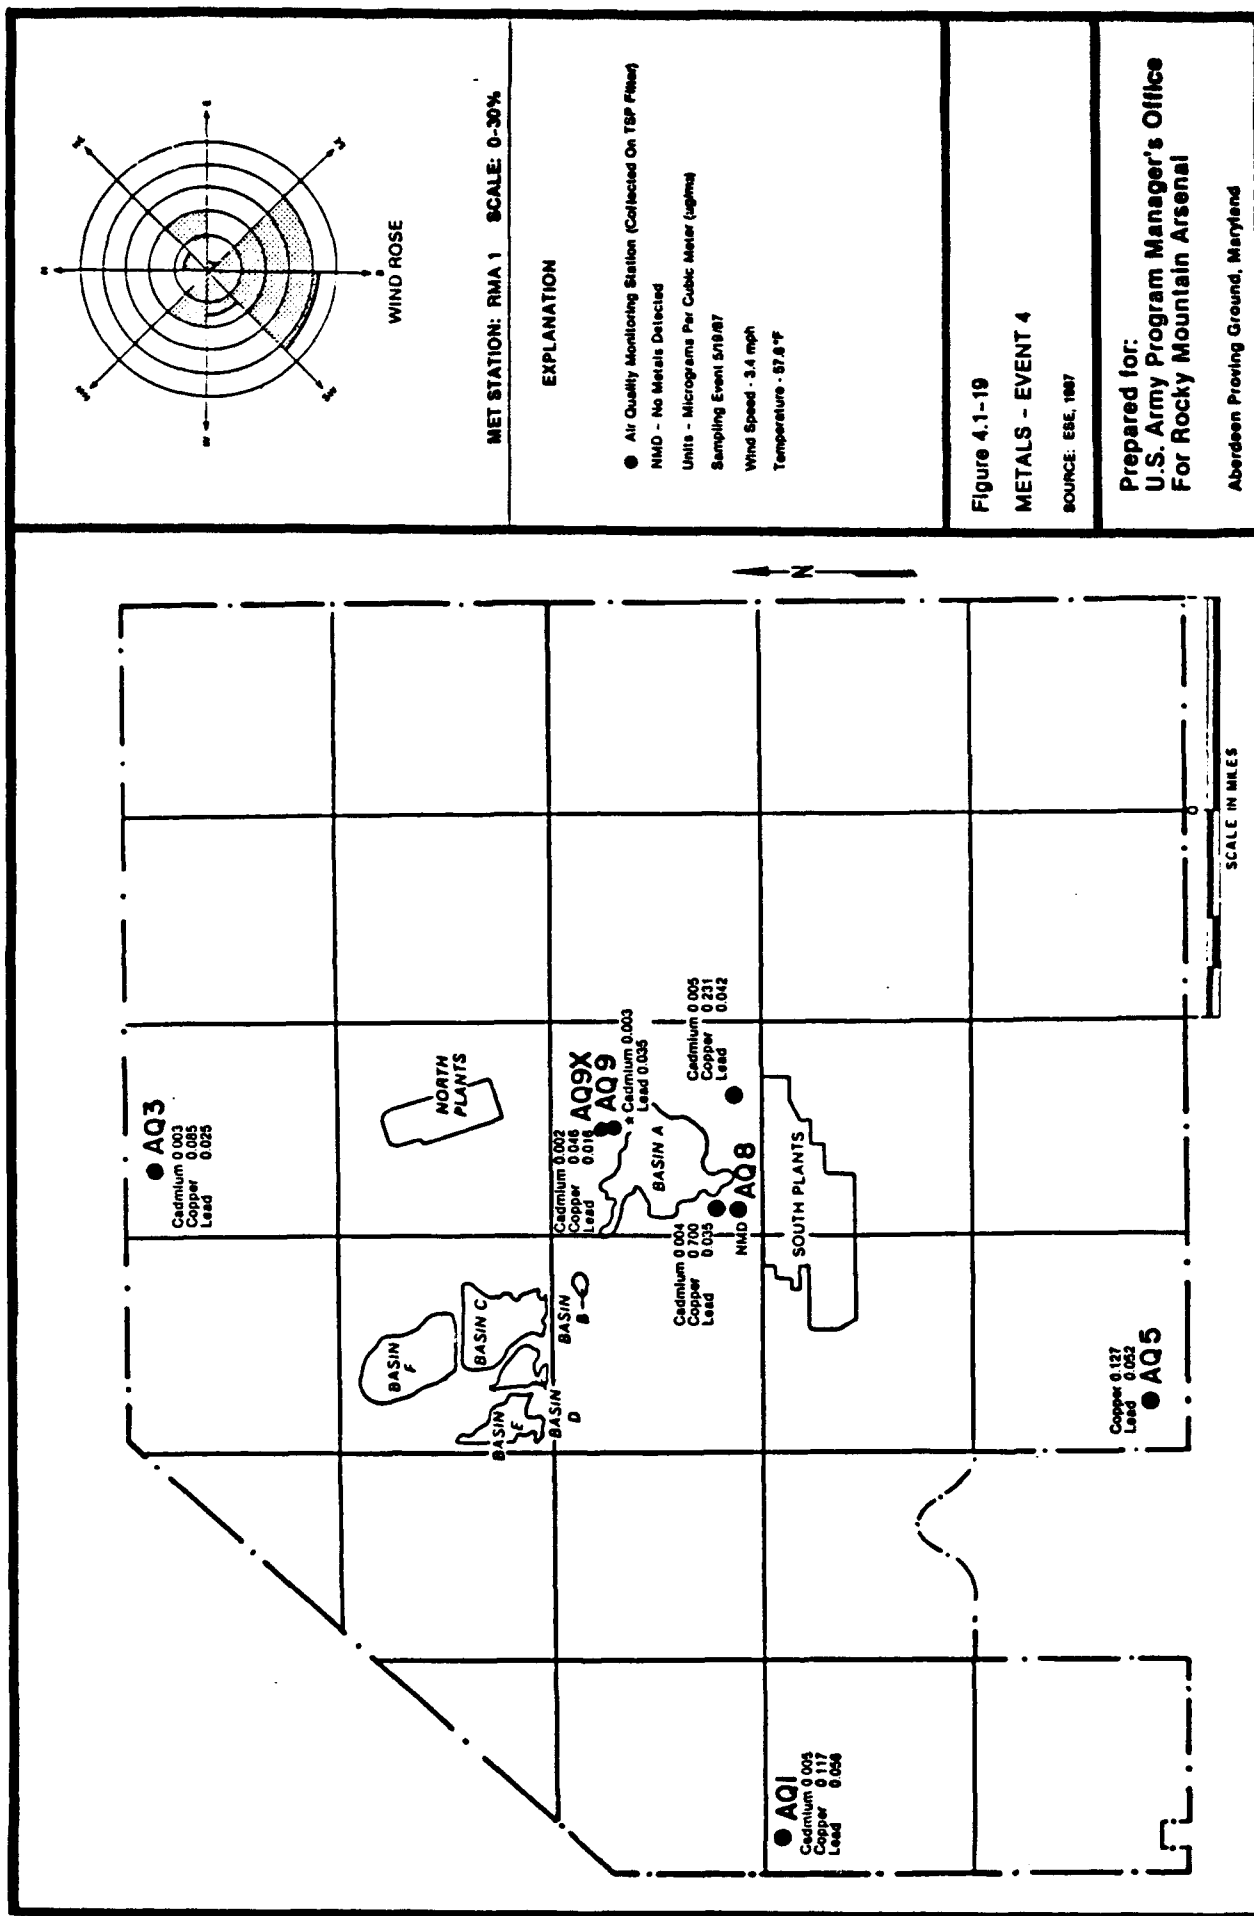 N
NE
E
SE
S
SW
W
NW
WIND ROSE
MET STATION: RMA 1 SCALE: 0-30%
EXPLANATION
● Air Quality Monitoring Station (Collected On TSP Filter)
NMD - No Metals Detected
Units - Micrograms Per Cubic Meter (ug/m3)
Sampling Event 5/19/87
Wind Speed - 3.4 mph
Temperature - 57.8°F
Figure 4.1-19
METALS - EVENT 4
SOURCE: ESE, 1987
Prepared for:
U.S. Army Program Manager's Office
For Rocky Mountain Arsenal
Aberdeen Proving Ground, Maryland
AQ3
Cadmium 0.003
Copper 0.085
Lead 0.025
NORTH
PLANTS
BASIN
F
BASIN C
BASIN
E
BASIN
D
BASIN
B
Cadmium 0.002
Copper 0.046
Lead 0.016
AQ9X
AQ9
* Cadmium 0.003
Lead 0.035
BASIN A
Cadmium 0.005
Copper 0.231
Lead 0.042
Cadmium 0.004
Copper 0.700
Lead 0.035
NMD
AQ8
SOUTH PLANTS
AQ1
Cadmium 0.005
Copper 0.117
Lead 0.056
Copper 0.127
Lead 0.052
AQ5
N
0
SCALE IN MILES